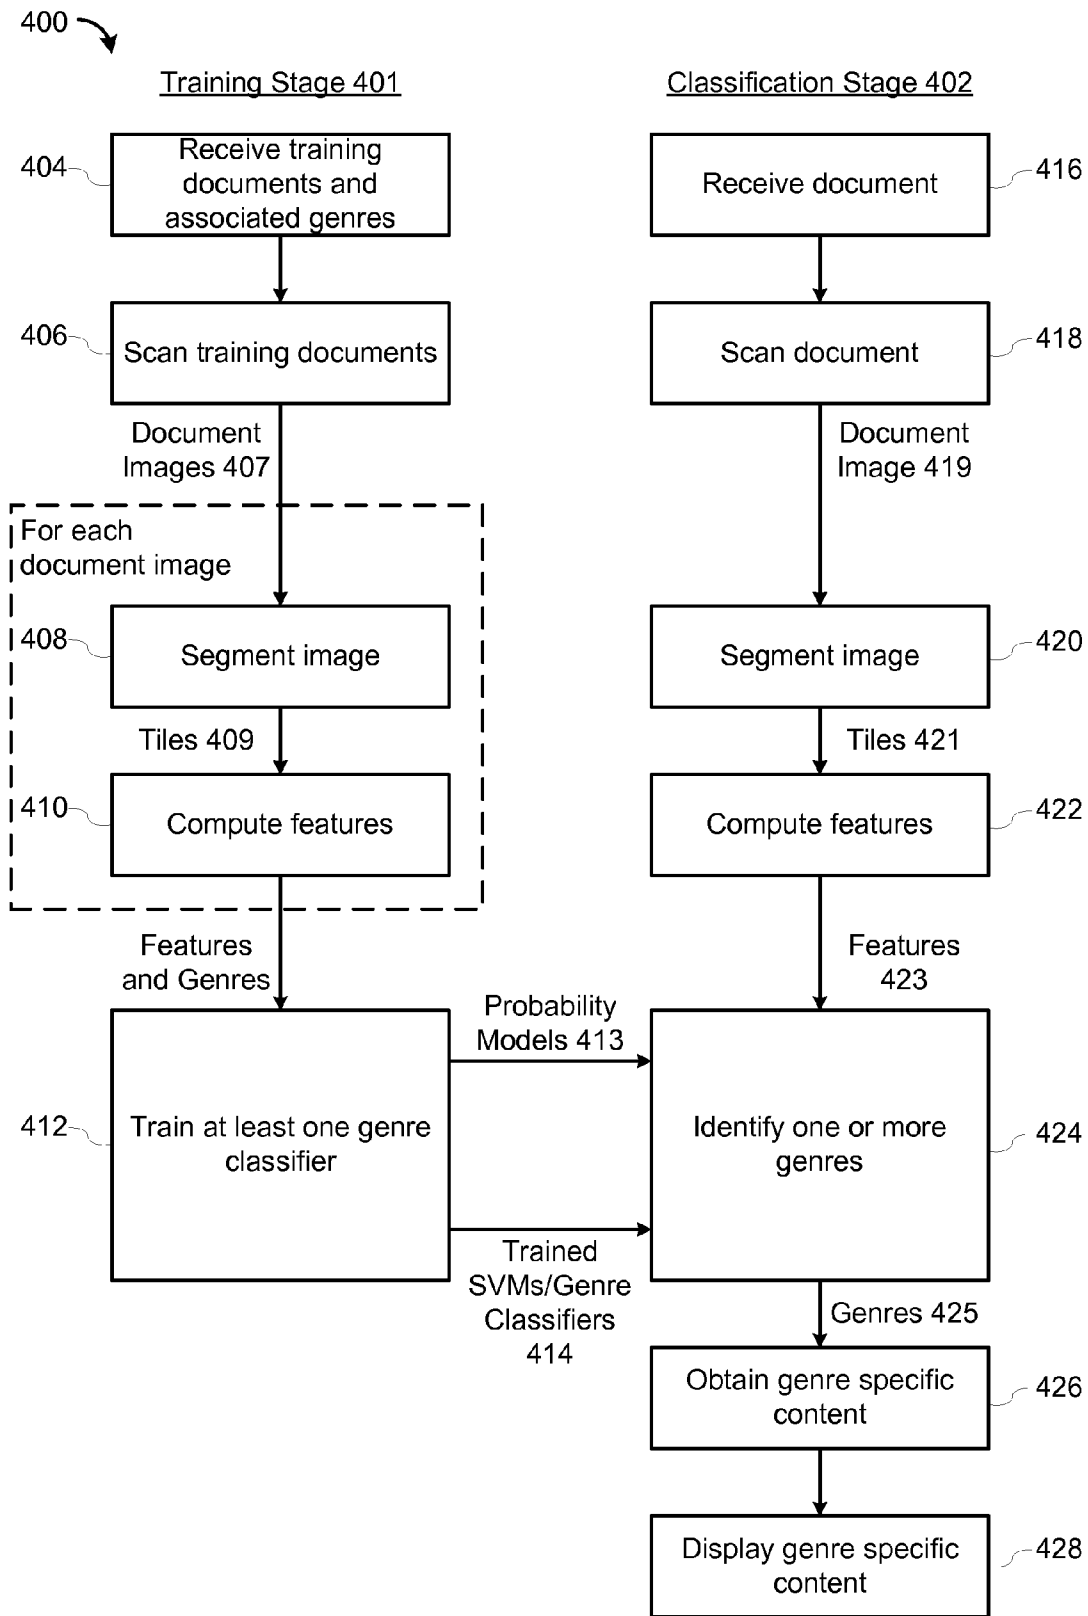 400
Training Stage 401
404
Receive training
documents and
associated genres
406
Scan training documents
Document
Images 407
For each
document image
408
Segment image
Tiles 409
410
Compute features
Features
and Genres
412
Train at least one genre
classifier
Probability
Models 413
Trained
SVMs/Genre
Classifiers
414
Classification Stage 402
Receive document
416
Scan document
418
Document
Image 419
Segment image
420
Tiles 421
Compute features
422
Features
423
Identify one or more
genres
424
Genres 425
Obtain genre specific
content
426
Display genre specific
content
428